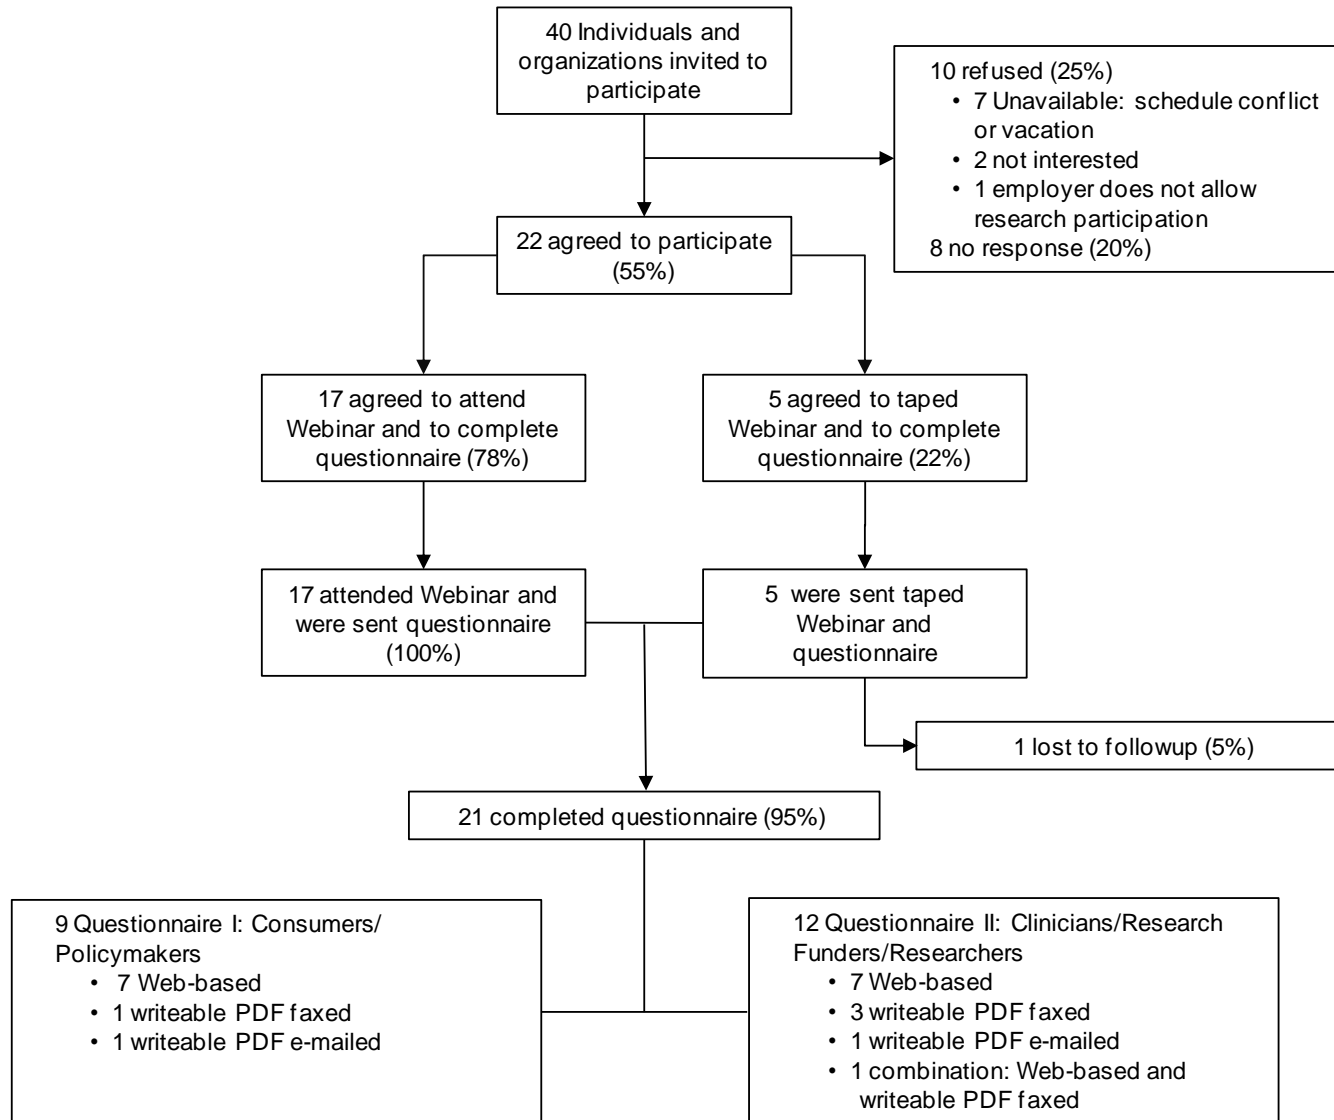 40 Individuals and
organizations invited to
participate
10 refused (25%)
• 7 Unavailable: schedule conflict
or vacation
• 2 not interested
• 1 employer does not allow
research participation
8 no response (20%)
22 agreed to participate
(55%)
17 agreed to attend
Webinar and to complete
questionnaire (78%)
5 agreed to taped
Webinar and to complete
questionnaire (22%)
17 attended Webinar and
were sent questionnaire
(100%)
5 were sent taped
Webinar and
questionnaire
1 lost to followup (5%)
21 completed questionnaire (95%)
9 Questionnaire I: Consumers/
Policymakers
• 7 Web-based
• 1 writeable PDF faxed
• 1 writeable PDF e-mailed
12 Questionnaire II: Clinicians/Research
Funders/Researchers
• 7 Web-based
• 3 writeable PDF faxed
• 1 writeable PDF e-mailed
• 1 combination: Web-based and
writeable PDF faxed